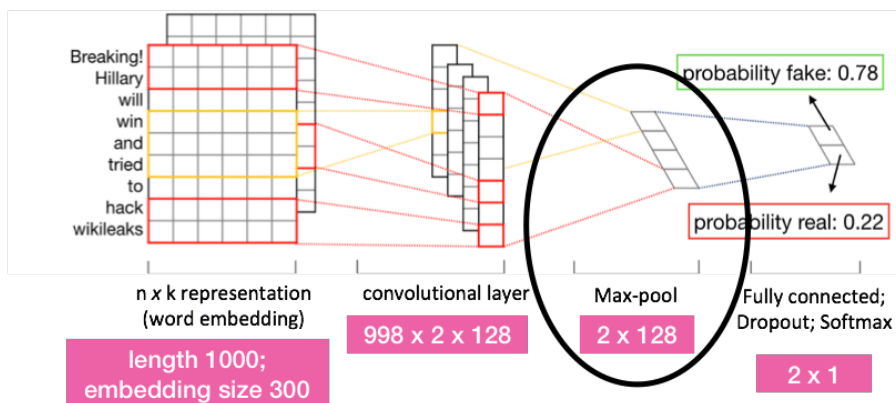 Breaking!
Hillary
will
win
and
tried
to
hack
wikileaks
probability fake: 0.78
probability real: 0.22
n x k representation
(word embedding)
convolutional layer
Max-pool
Fully connected;
Dropout; Softmax
length 1000;
embedding size 300
998 x 2 x 128
2 x 128
2 x 1